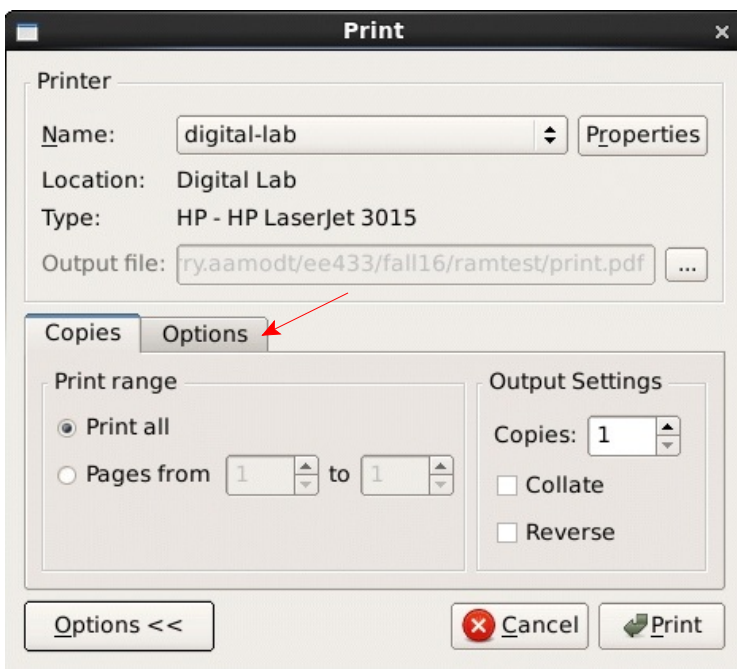 Print
Printer
Name: digital-lab Properties
Location: Digital Lab
Type: HP - HP LaserJet 3015
Output file: rry.aamodt/ee433/fall16/ramtest/print.pdf ...
Copies Options
Print range Output Settings
Print all Copies: 1
Pages from 1 to 1 Collate
Reverse
Options << Cancel Print